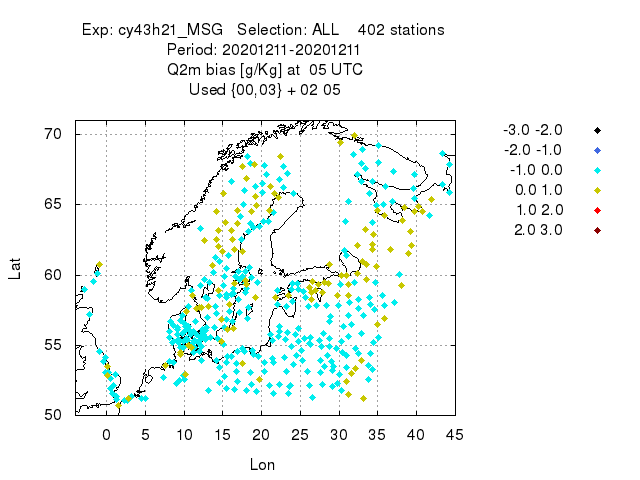 Exp: cy43h21_MSG   Selection: ALL    402 stations
Period: 20201211-20201211
Q2m bias [g/Kg] at  05 UTC
Used {00,03} + 02 05
-3.0 -2.0
-2.0 -1.0
-1.0 0.0
0.0 1.0
1.0 2.0
2.0 3.0
Lat
70
65
60
55
50
0 5 10 15 20 25 30 35 40 45
Lon